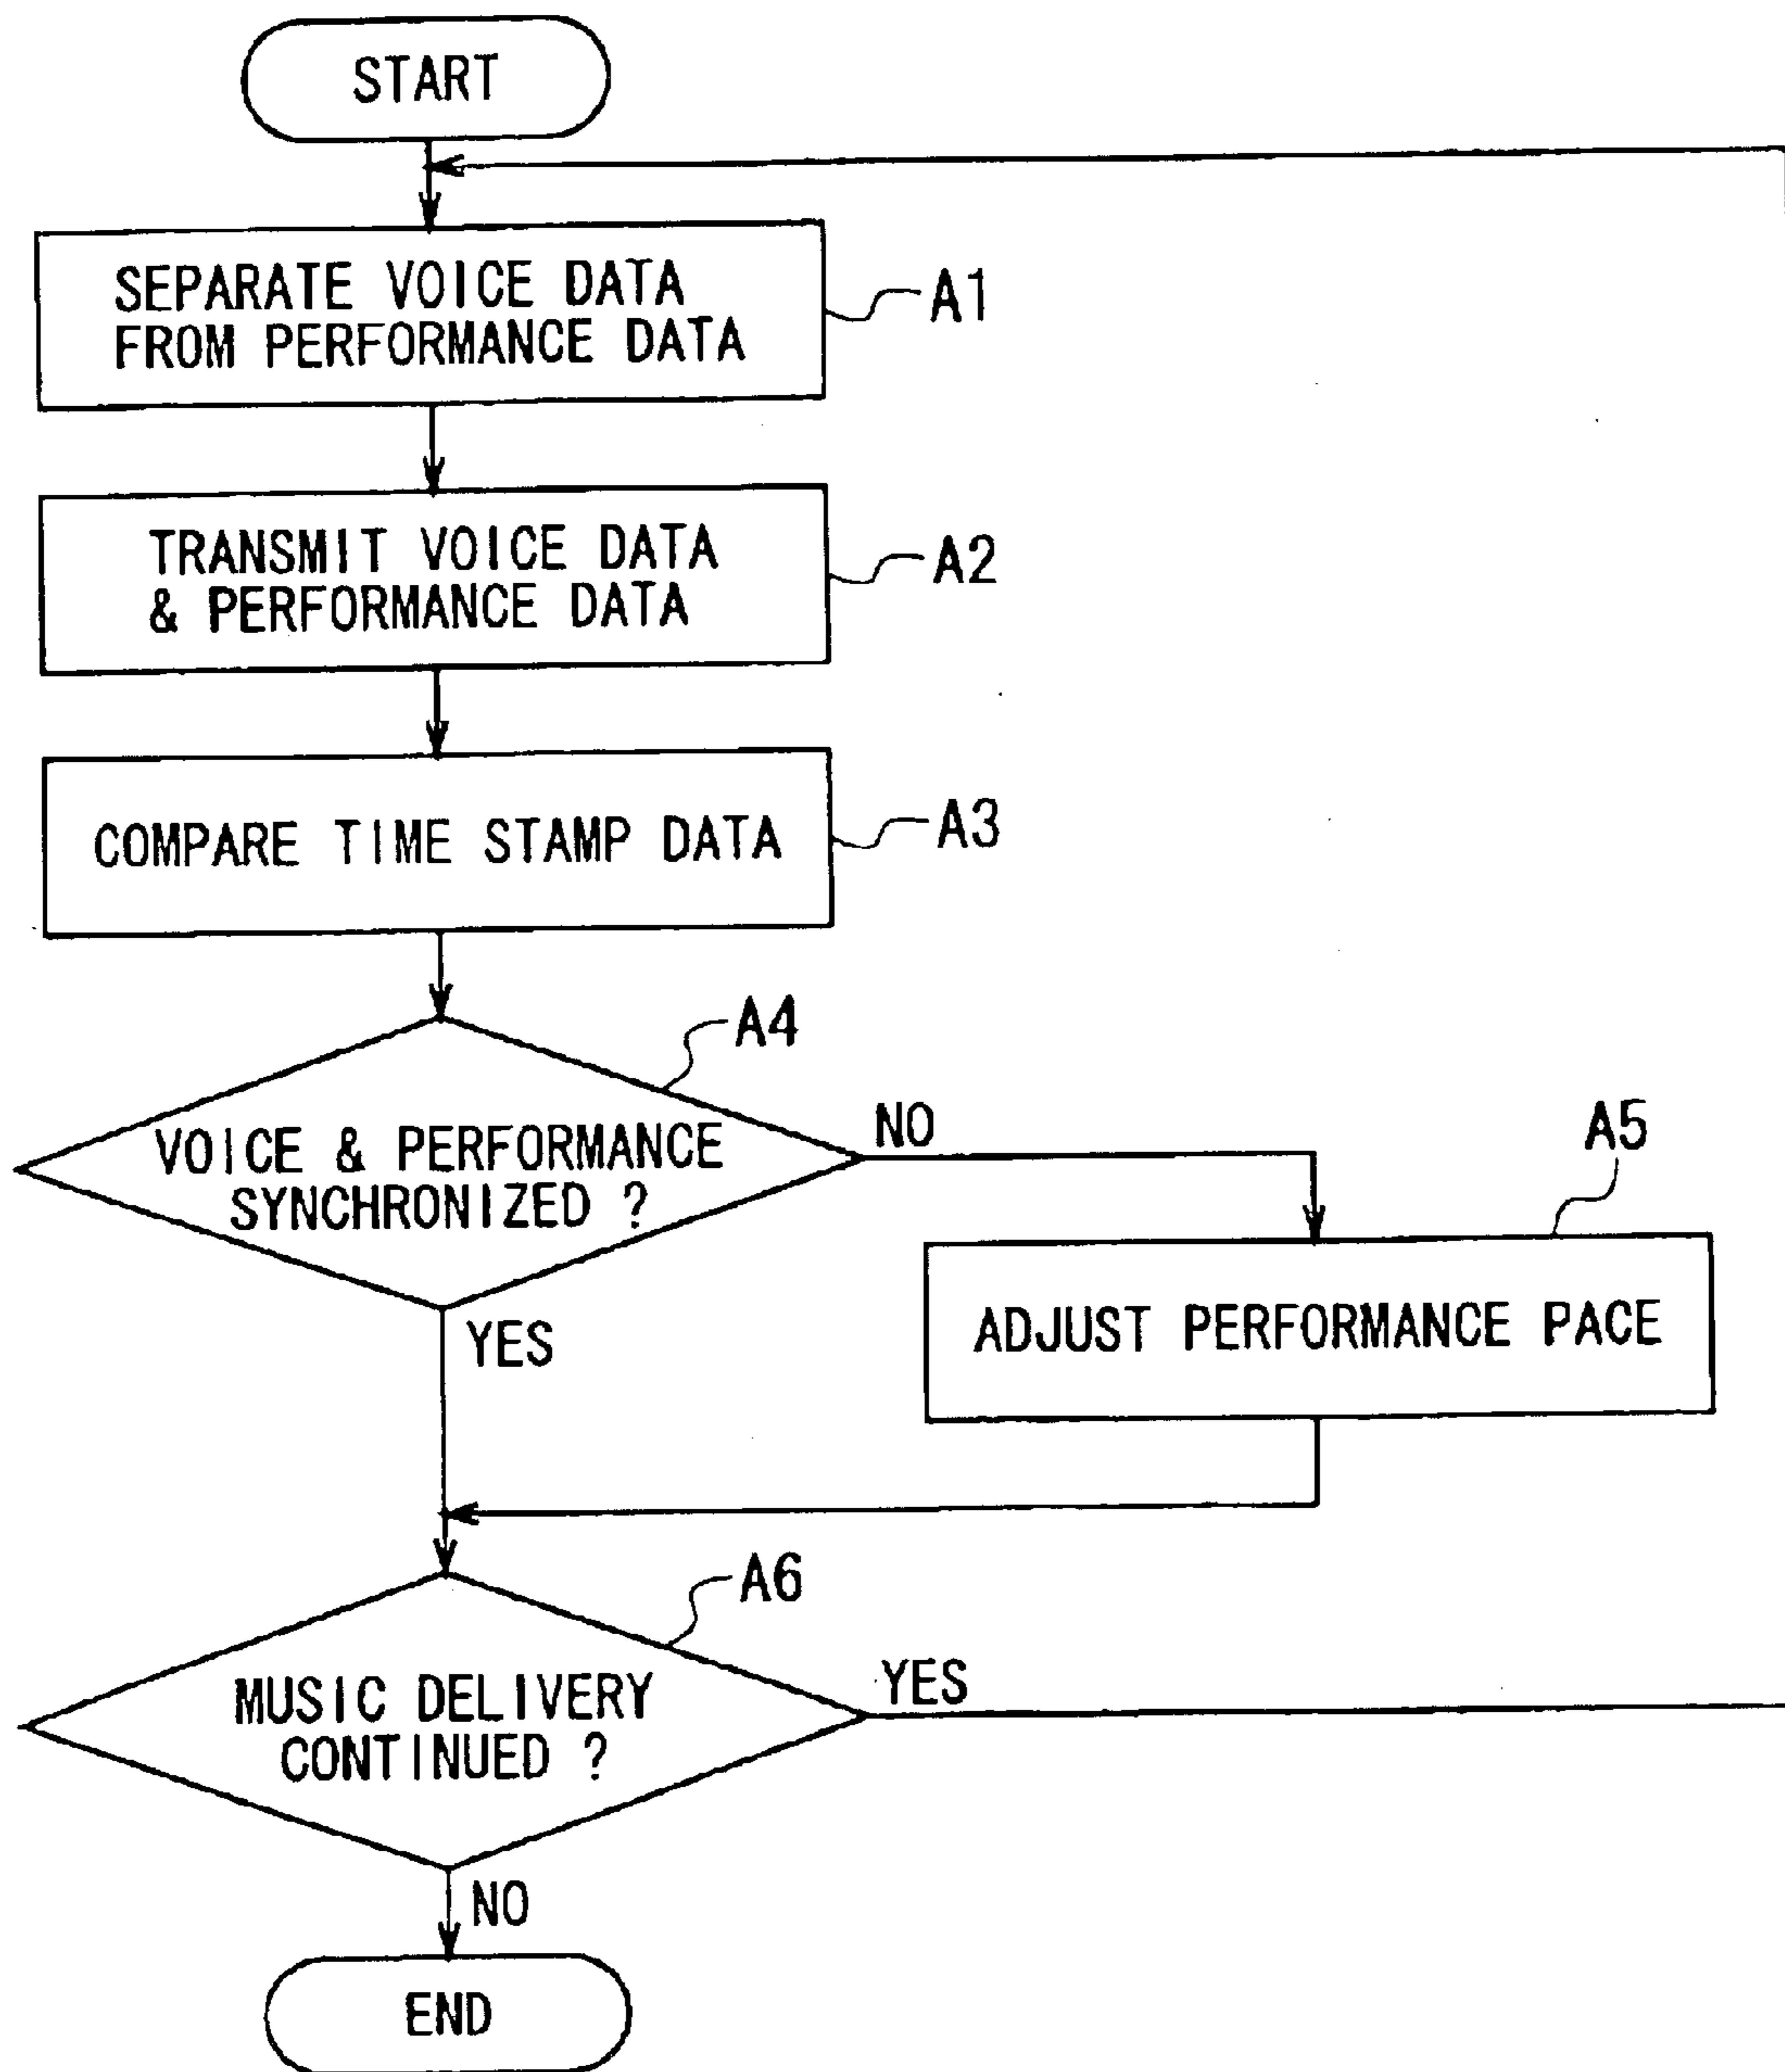 START
SEPARATE VOICE DATA
FROM PERFORMANCE DATA
A1
TRANSMIT VOICE DATA
& PERFORMANCE DATA
A2
COMPARE TIME STAMP DATA
A3
A4
VOICE & PERFORMANCE
SYNCHRONIZED ?
NO
YES
A5
ADJUST PERFORMANCE PACE
A6
MUSIC DELIVERY
CONTINUED ?
YES
NO
END